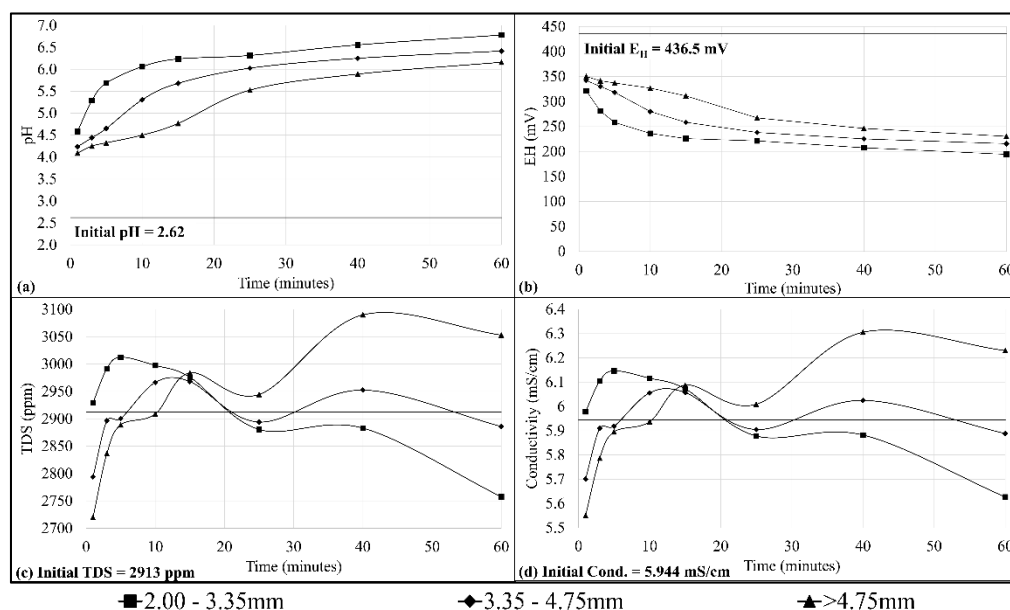 7.0
6.5
6.0
5.5
5.0
4.5
4.0
3.5
3.0
2.5
2.0
pH
Initial pH = 2.62
0 10 20 30 40 50 60
(a) Time (minutes)
450
400
350
300
250
200
150
100
50
0
EH (mV)
Initial EH = 436.5 mV
0 10 20 30 40 50 60
(b) Time (minutes)
3100
3050
3000
2950
2900
2850
2800
2750
2700
TDS (ppm)
0 10 20 30 40 50 60
Time (minutes)
(c) Initial TDS = 2913 ppm
6.4
6.3
6.2
6.1
6
5.9
5.8
5.7
5.6
5.5
Conductivity (mS/cm)
0 10 20 30 40 50 60
Time (minutes)
(d) Initial Cond. = 5.944 mS/cm
2.00 - 3.35mm 3.35 - 4.75mm >4.75mm